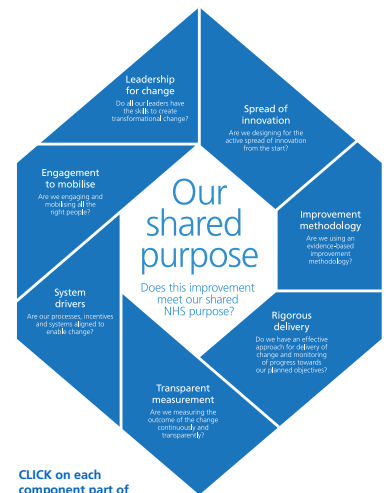 Leadership
for change
Do all our leaders have
the skills to create
transformational change?
Spread of
innovation
Are we designing for the
active spread of innovation
from the start?
Engagement
to mobilise
Are we engaging and
mobilising all the
right people?
Our
shared
purpose
Does this improvement
meet our shared
NHS purpose?
Improvement
methodology
Are we using an
evidence-based
improvement
methodology?
System
drivers
Are our processes, incentives
and systems aligned to
enable change?
Rigorous
delivery
Do we have an effective
approach for delivery of
change and monitoring
of progress towards
our planned objectives?
Transparent
measurement
Are we measuring the
outcome of the change
continuously and
transparently?
CLICK on each
component part of